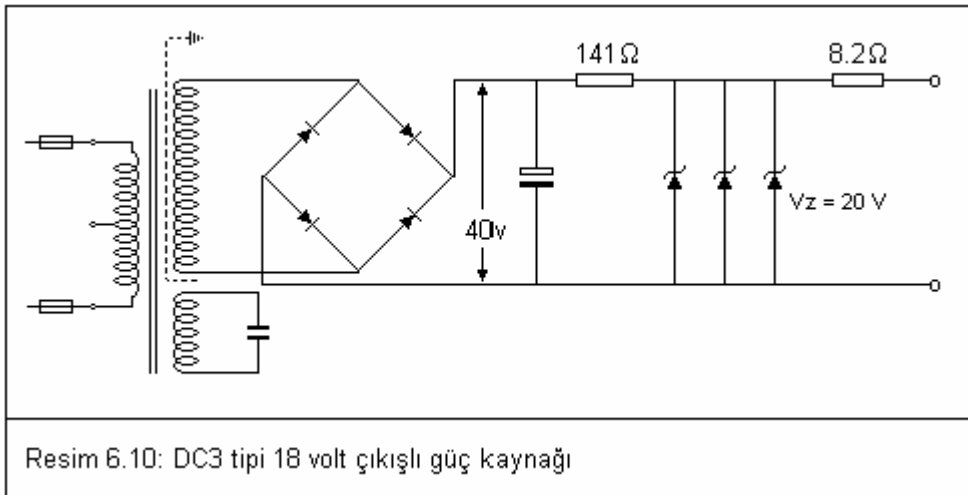 141Ω
8.2Ω
40v
Vz = 20 V
Resim 6.10: DC3 tipi 18 volt çıkışlı güç kaynağı